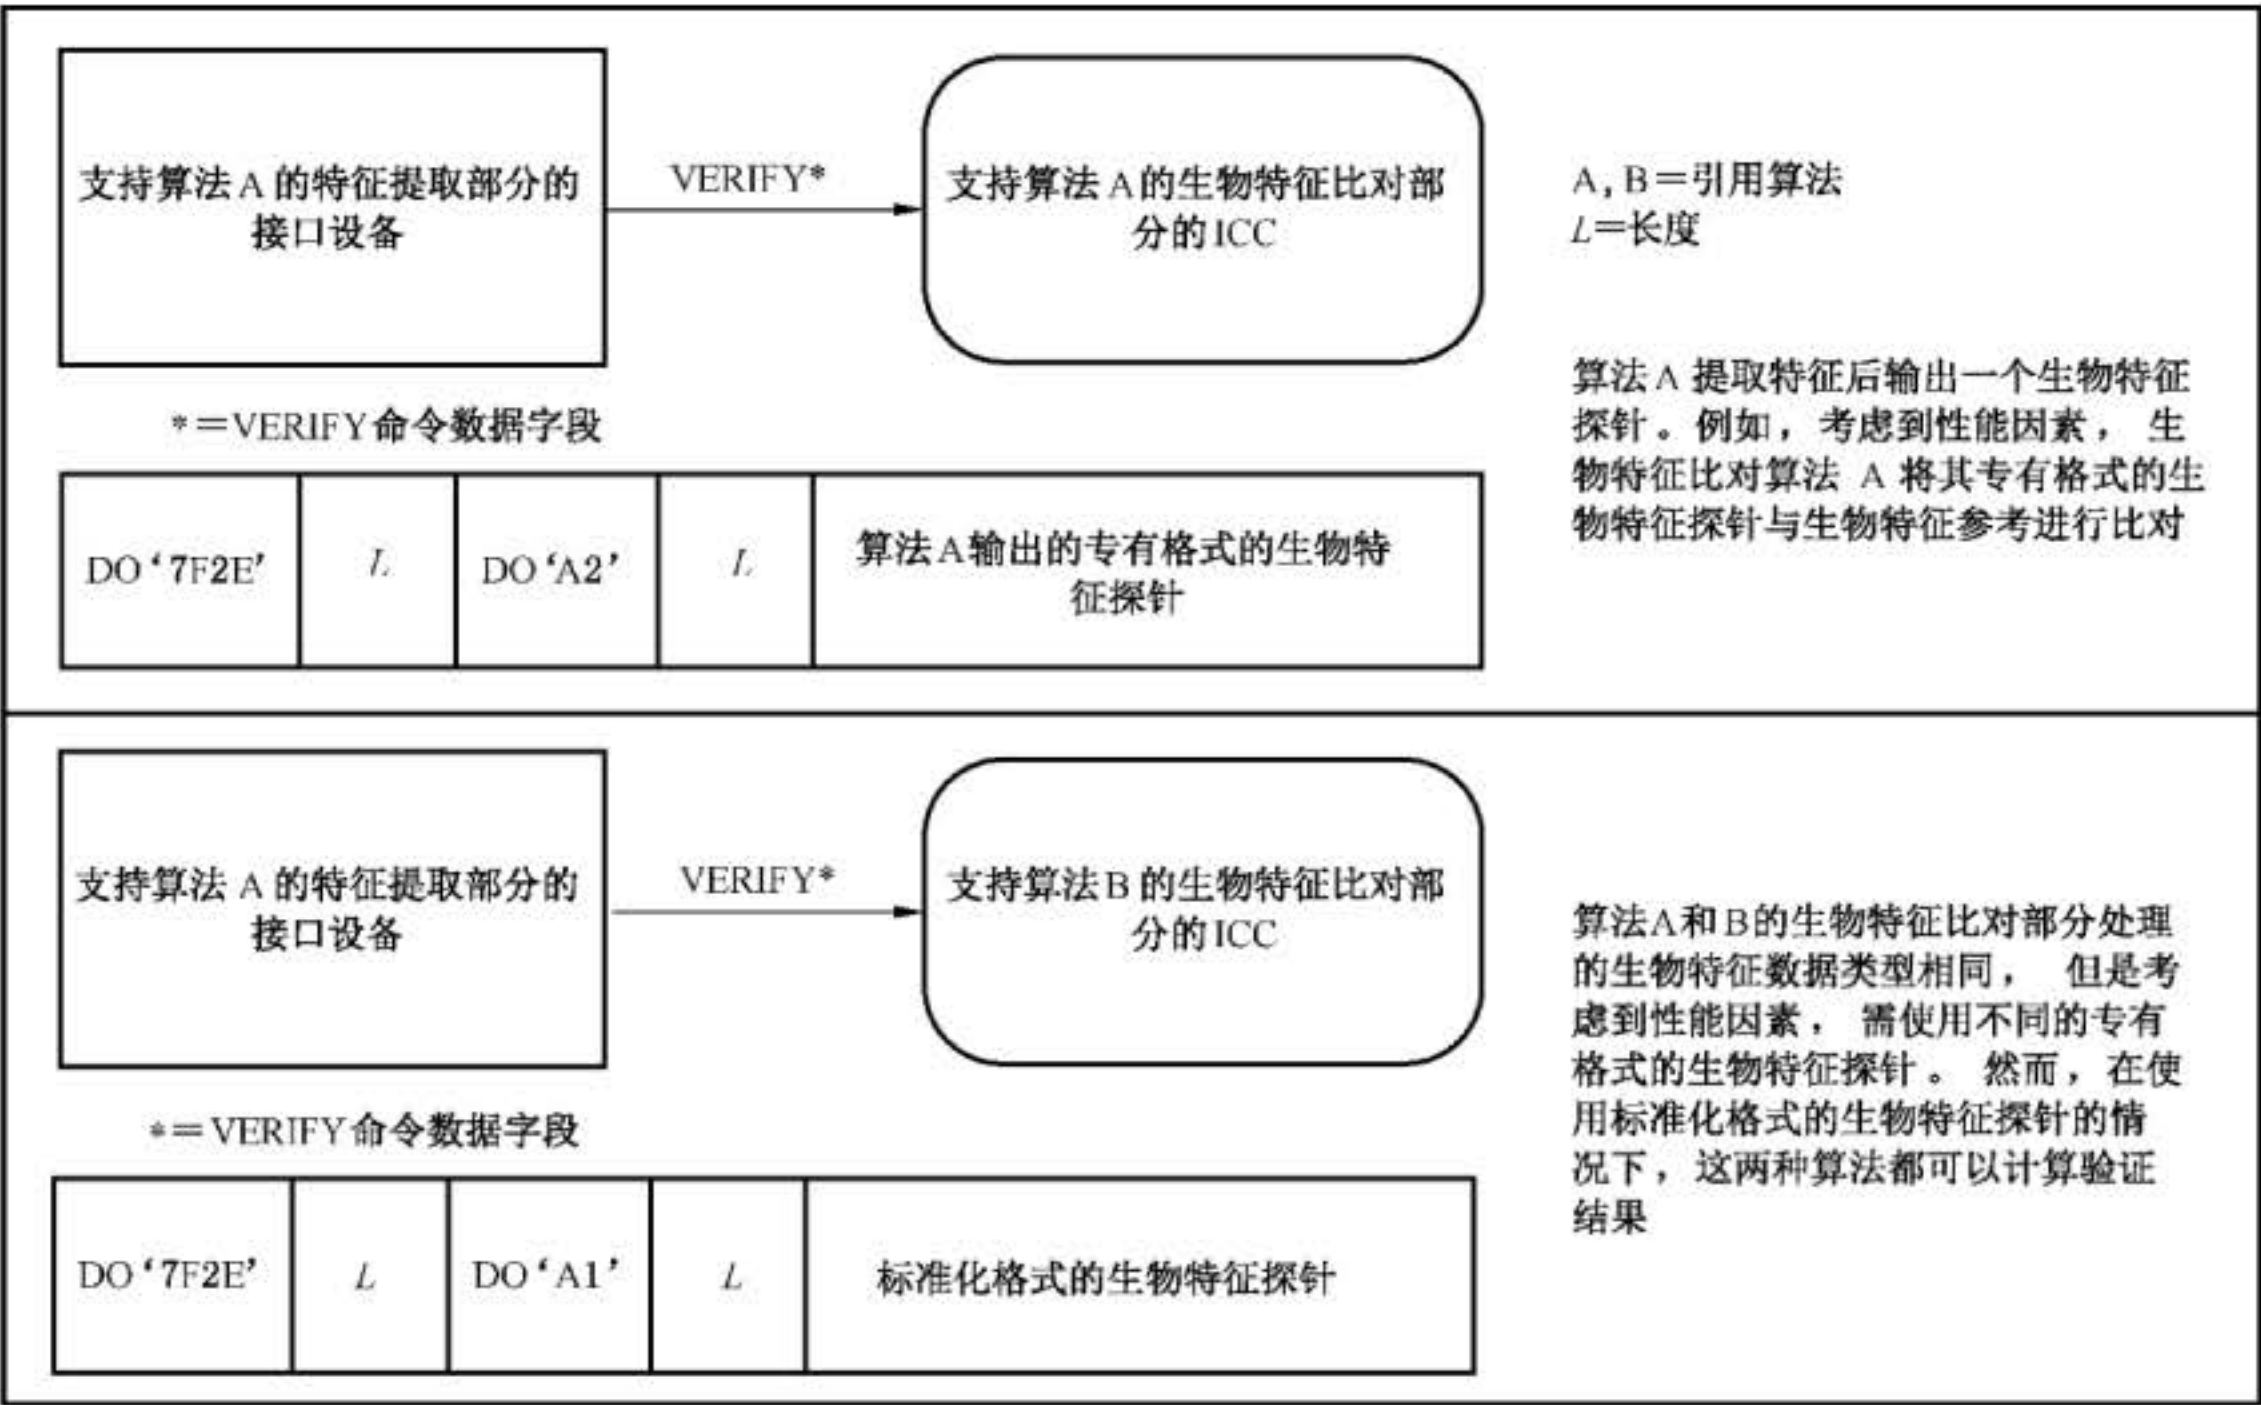 支持算法A的特征提取部分的
接口设备
VERIFY*
支持算法A的生物特征比对部
分的ICC
A,B=引用算法
L=长度
*=VERIFY命令数据字段
DO‘7F2E’
L
DO‘A2’
L
算法A输出的专有格式的生物特
征探针
算法A提取特征后输出一个生物特征
探针。例如，考虑到性能因素，生
物特征比对算法 A 将其专有格式的生
物特征探针与生物特征参考进行比对
支持算法 A 的特征提取部分的
接口设备
VERIFY*
支持算法B的生物特征比对部
分的ICC
*=VERIFY命令数据字段
DO‘7F2E’
L
DO‘A1’
L
标准化格式的生物特征探针
算法A和B的生物特征比对部分处理
的生物特征数据类型相同，但是考
虑到性能因素，需使用不同的专有
格式的生物特征探针。然而，在使
用标准化格式的生物特征探针的情
况下，这两种算法都可以计算验证
结果